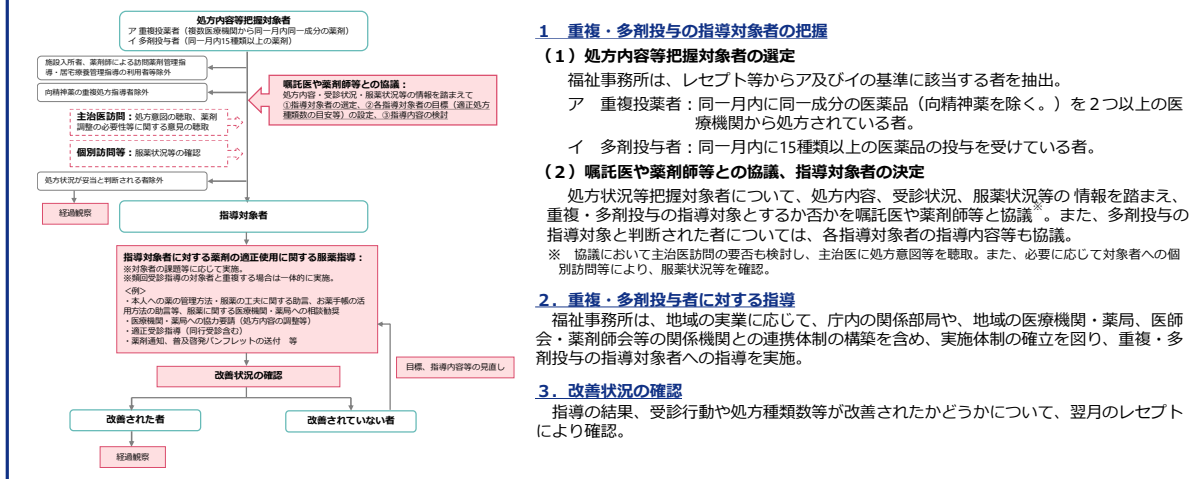 処方内容等把握対象者
ア 重複投薬者（複数医療機関から同一月内同一成分の薬剤）
イ 多剤投与者（同一月内15種類以上の薬剤）
施設入所者、薬剤師による訪問薬剤管理指
導・居宅療養管理指導の利用者等除外
向精神薬の重複処方指導者除外
嘱託医や薬剤師等との協議：
処方内容・受診状況・服薬状況等の情報を踏まえて
①指導対象者の選定、②各指導対象者の目標（適正処方
種類数の目安等）の設定、③指導内容の検討
主治医訪問：処方意図の聴取、薬剤
調整の必要性等に関する意見の聴取
個別訪問等：服薬状況等の確認
処方状況が妥当と判断される者除外
経過観察
指導対象者
指導対象者に対する薬剤の適正使用に関する服薬指導：
※対象者の課題等に応じて実施。
※頻回受診指導の対象者と重複する場合は一体的に実施。
＜例＞
・本人への薬の管理方法・服薬の工夫に関する助言、お薬手帳の活
用方法の助言等、服薬に関する医療機関・薬局への相談勧奨
・医療機関・薬局への協力要請（処方内容の調整等）
・適正受診指導（同行受診含む）
・薬剤通知、普及啓発パンフレットの送付　等
目標、指導内容等の見直し
改善状況の確認
改善された者
改善されていない者
経過観察
１　重複・多剤投与の指導対象者の把握
（１）処方内容等把握対象者の選定
福祉事務所は、レセプト等からア及びイの基準に該当する者を抽出。
ア　重複投薬者：同一月内に同一成分の医薬品（向精神薬を除く。）を２つ以上の医
療機関から処方されている者。
イ　多剤投与者：同一月内に15種類以上の医薬品の投与を受けている者。
（２）嘱託医や薬剤師等との協議、指導対象者の決定
処方状況等把握対象者について、処方内容、受診状況、服薬状況等の 情報を踏まえ、
重複・多剤投与の指導対象とするか否かを嘱託医や薬剤師等と協議※。また、多剤投与の
指導対象と判断された者については、各指導対象者の指導内容等も協議。
※　協議において主治医訪問の要否も検討し、主治医に処方意図等を聴取。また、必要に応じて対象者への個
別訪問等により、服薬状況等を確認。
２．重複・多剤投与者に対する指導
福祉事務所は、地域の実業に応じて、庁内の関係部局や、地域の医療機関・薬局、医師
会・薬剤師会等の関係機関との連携体制の構築を含め、実施体制の確立を図り、重複・多
剤投与の指導対象者への指導を実施。
３．改善状況の確認
指導の結果、受診行動や処方種類数等が改善されたかどうかについて、翌月のレセプト
により確認。